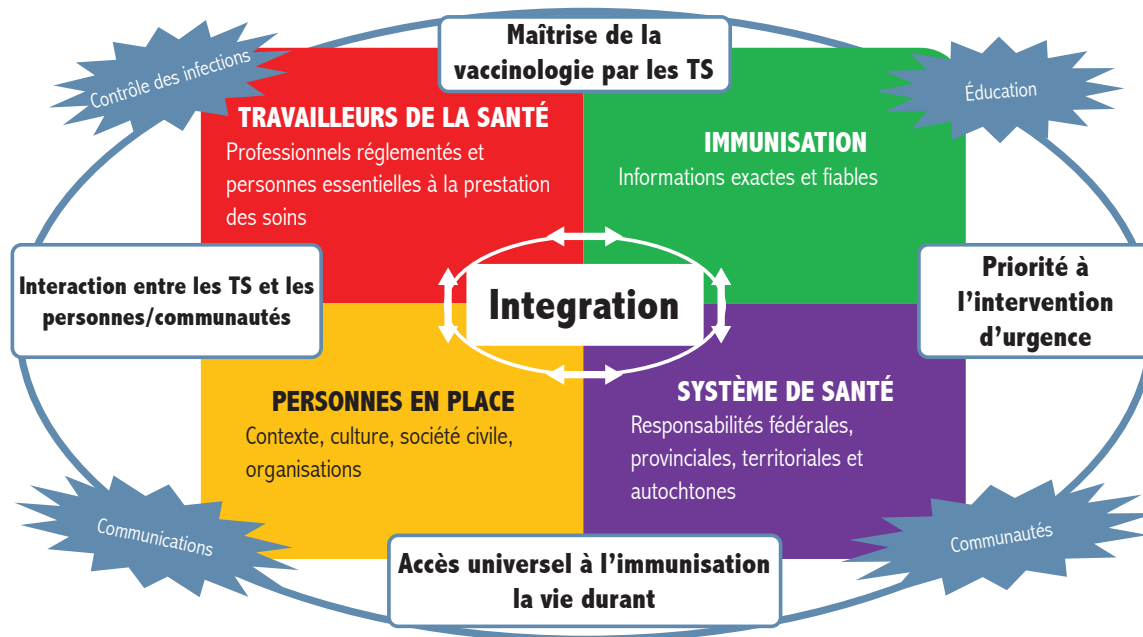 Maîtrise de la
vaccinologie par les TS
Contrôle des infections
Éducation
TRAVAILLEURS DE LA SANTÉ
Professionnels réglementés et
personnes essentielles à la prestation
des soins
IMMUNISATION
Informations exactes et fiables
Interaction entre les TS et les
personnes/communautés
Integration
Priorité à
l’intervention
d’urgence
PERSONNES EN PLACE
Contexte, culture, société civile,
organisations
SYSTÈME DE SANTÉ
Responsabilités fédérales,
provinciales, territoriales et
autochtones
Communications
Communautés
Accès universel à l’immunisation
la vie durant